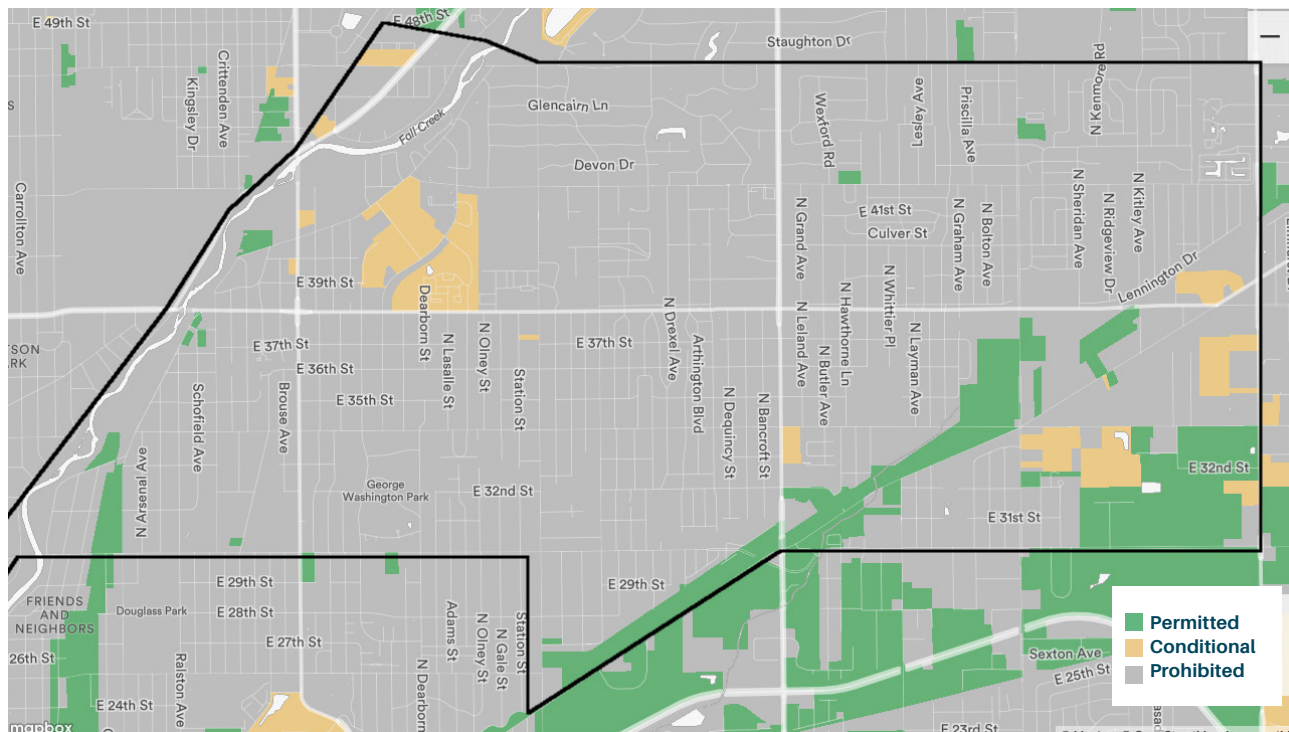 E 49th St
E 48th St
Staughton Dr
Crittenden Ave
Kingsley Dr
Glencairn Ln
Fall Creek
Devon Dr
Wexford Rd
Lesley Ave
Priscilla Ave
N Kenmore Rd
Carrollton Ave
E 41st St
Culver St
N Grand Ave
N Graham Ave
N Bolton Ave
N Sheridan Ave
N Ridgeview Dr
N Kitley Ave
Lennington Dr
E 39th St
Dearborn St
N Lasalle St
N Olney St
Station St
E 37th St
E 36th St
E 35th St
E 37th St
N Drexel Ave
Arthington Blvd
N Dequincy St
N Bancroft St
N Leland Ave
N Butler Ave
N Hawthorne Ln
N Whittier Pl
N Layman Ave
TSON
RK
Schofield Ave
Brouse Ave
N Arsenal Ave
George
Washington Park
E 32nd St
E 32nd St
E 31st St
FRIENDS
AND
NEIGHBORS
E 29th St
Douglass Park
E 28th St
E 27th St
E 29th St
26th St
Ralston Ave
E 24th St
Adams St
N Olney St
N Gale St
Station St
N Dearborn
Sexton Ave
E 25th St
E 23rd St
Permitted
Conditional
Prohibited
mapbox